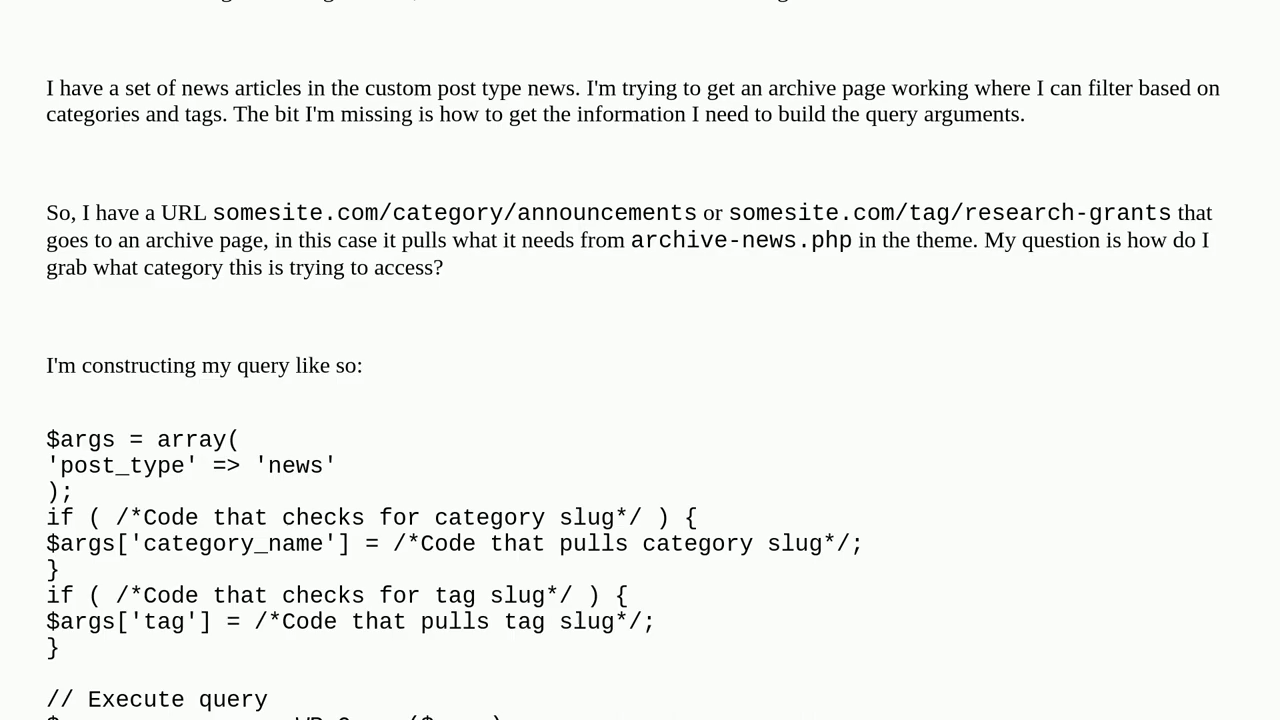 I have a set of news articles in the custom post type news. I'm trying to get an archive page working where I can filter based on
categories and tags. The bit I'm missing is how to get the information I need to build the query arguments.
So, I have a URL somesite.com/category/announcements or somesite.com/tag/research-grants that
goes to an archive page, in this case it pulls what it needs from archive-news.php in the theme. My question is how do I
grab what category this is trying to access?
I'm constructing my query like so:
$args = array(
'post_type' => 'news'
);
if ( /*Code that checks for category slug*/ ) {
$args['category_name'] = /*Code that pulls category slug*/;
}
if ( /*Code that checks for tag slug*/ ) {
$args['tag'] = /*Code that pulls tag slug*/;
}
// Execute query